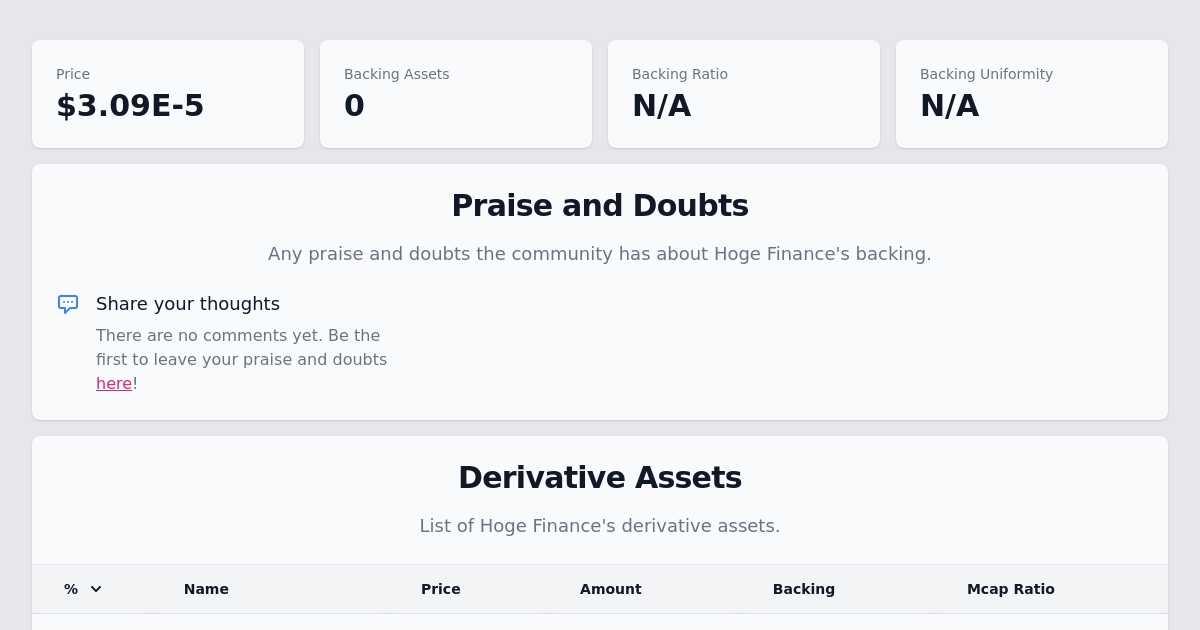 Price
$3.09E-5
Backing Assets
0
Backing Ratio
N/A
Backing Uniformity
N/A
Praise and Doubts
Any praise and doubts the community has about Hoge Finance's backing.
Share your thoughts
There are no comments yet. Be the
first to leave your praise and doubts
here!
Derivative Assets
List of Hoge Finance's derivative assets.
% Name Price Amount Backing Mcap Ratio